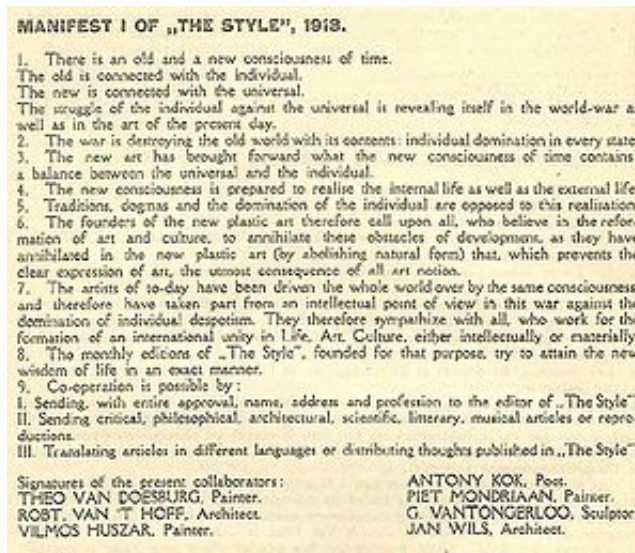 MANIFEST I OF „THE STYLE”, 1918.
1. There is an old and a new consciousness of time.
The old is connected with the individual.
The new is connected with the universal.
The struggle of the individual against the universal is revealing itself in the world-war a
well as in the art of the present day.
2. The war is destroying the old world with its contents: individual domination in every state
3. The new art has brought forward what the new consciousness of time contains
a balance between the universal and the individual.
4. The new consciousness is prepared to realise the internal life as well as the external life
5. Traditions, dogmas and the domination of the individual are opposed to this realisation
6. The founders of the new plastic art therefore call upon all, who believe in the refor-
mation of art and culture, to annihilate these obstacles of development, as they have
annihilated in the new plastic art (by abolishing natural form) that, which prevents the
clear expression of art, the utmost consequence of all art notion.
7. The artists of to-day have been driven the whole world over by the same consciousness
and therefore have taken part from an intellectual point of view in this war against the
domination of individual despotism. They therefore sympathize with all, who work for the
formation of an international unity in Life, Art, Culture, either intellectually or materially
8. The monthly editions of „The Style”, founded for that purpose, try to attain the new
wisdom of life in an exact manner.
9. Co-operation is possible by:
I. Sending, with entire approval, name, address and profession to the editor of „The Style”
II. Sending critical, philosophical, architectural, scientific, litterary, musical articles or repro-
ductions.
III. Translating articles in different languages or distributing thoughts published in „The Style”
Signatures of the present collaborators:
THEO VAN DOESBURG, Painter.
ROBT. VAN 'T HOFF, Architect.
VILMOS HUSZAR, Painter.
ANTONY KOK, Poet.
PIET MONDRIAAN, Painter.
G. VANTONGERLOO, Sculptor
JAN WILS, Architect.